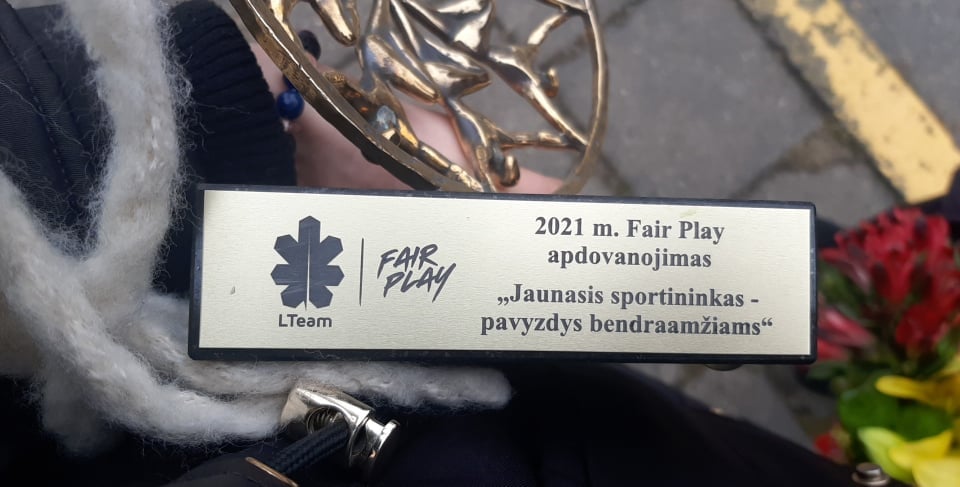 LTeam
FAIR
PLAY
2021 m. Fair Play
apdovanojimas
„Jaunasis sportininkas -
pavyzdys bendraamžiams“